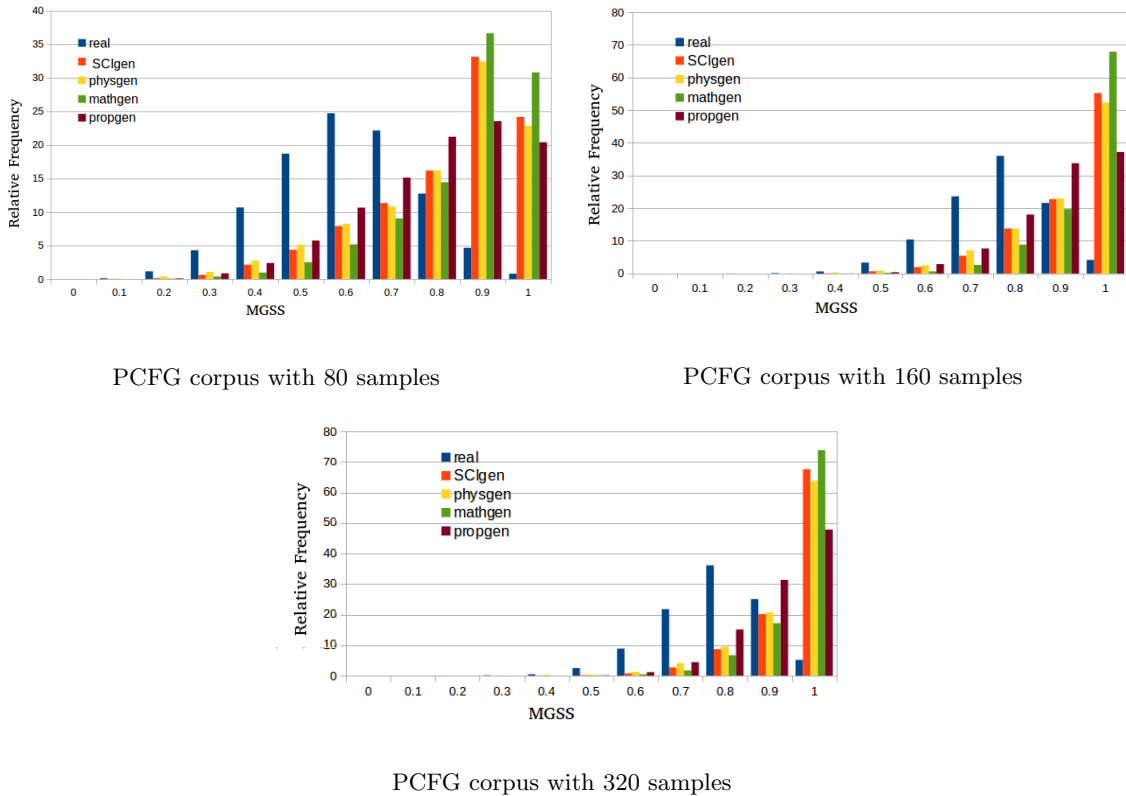 40
35
30
25
20
15
10
5
0
Relative Frequency
real
SCIgen
physgen
mathgen
propgen
0 0.1 0.2 0.3 0.4 0.5 0.6 0.7 0.8 0.9 1
MGSS
PCFG corpus with 80 samples
80
70
60
50
40
30
20
10
0
Relative Frequency
real
SCIgen
physgen
mathgen
propgen
0 0.1 0.2 0.3 0.4 0.5 0.6 0.7 0.8 0.9 1
MGSS
PCFG corpus with 160 samples
80
70
60
50
40
30
20
10
0
Relative Frequency
real
SCIgen
physgen
mathgen
propgen
0 0.1 0.2 0.3 0.4 0.5 0.6 0.7 0.8 0.9 1
MGSS
PCFG corpus with 320 samples